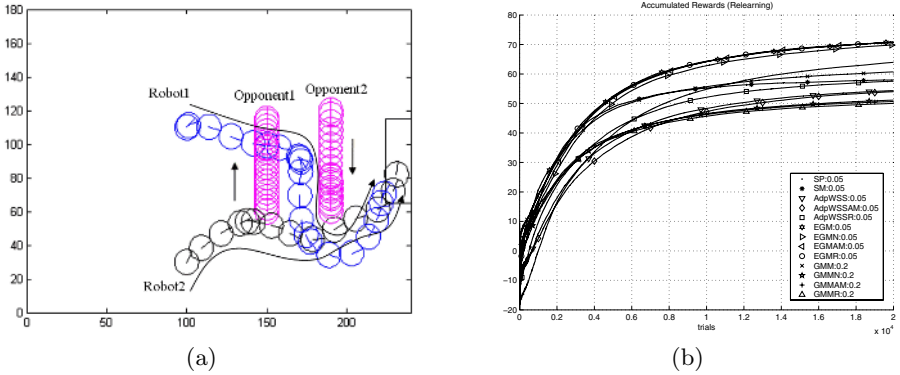 180
160
140
120
100
80
60
40
20
0
0
50
100
150
200
Robot1
Opponent1
Opponent2
Robot2
(a)
Accumulated Rewards (Relearning)
80
70
60
50
40
30
20
10
0
-10
-20
0
0.2
0.4
0.6
0.8
1
1.2
1.4
1.6
1.8
2
x 10^4
trials
SP:0.05
SM:0.05
AdpWSS:0.05
AdpWSSAM:0.05
AdpWSSR:0.05
EGM:0.05
EGMN:0.05
EGMAM:0.05
EGMR:0.05
GMM:0.2
GMMN:0.2
GMMAM:0.2
GMMR:0.2
(b)